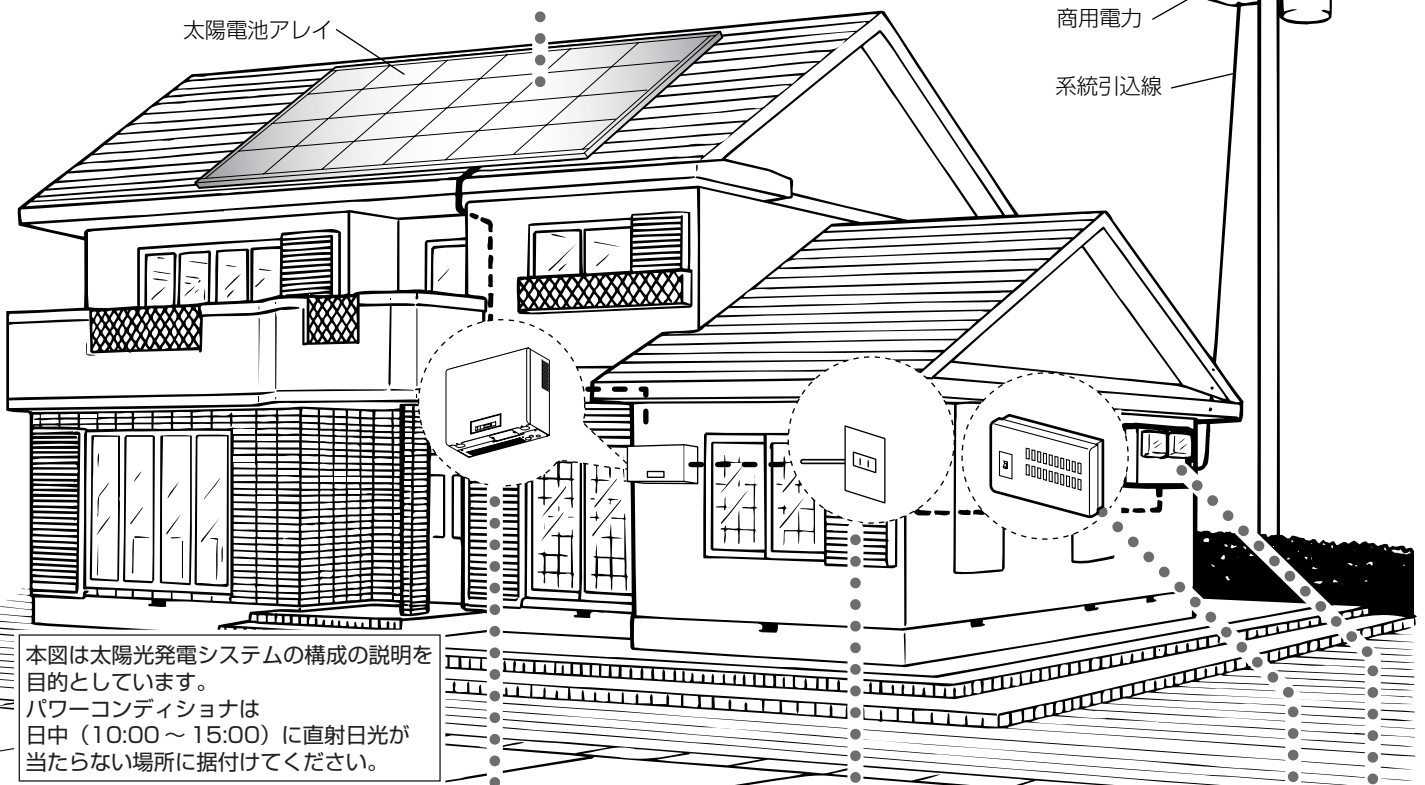 太陽電池アレイ
商用電力
系統引込線
本図は太陽光発電システムの構成の説明を
目的としています。
パワーコンディショナは
日中（10:00 ～ 15:00）に直射日光が
当たらない場所に据付けてください。